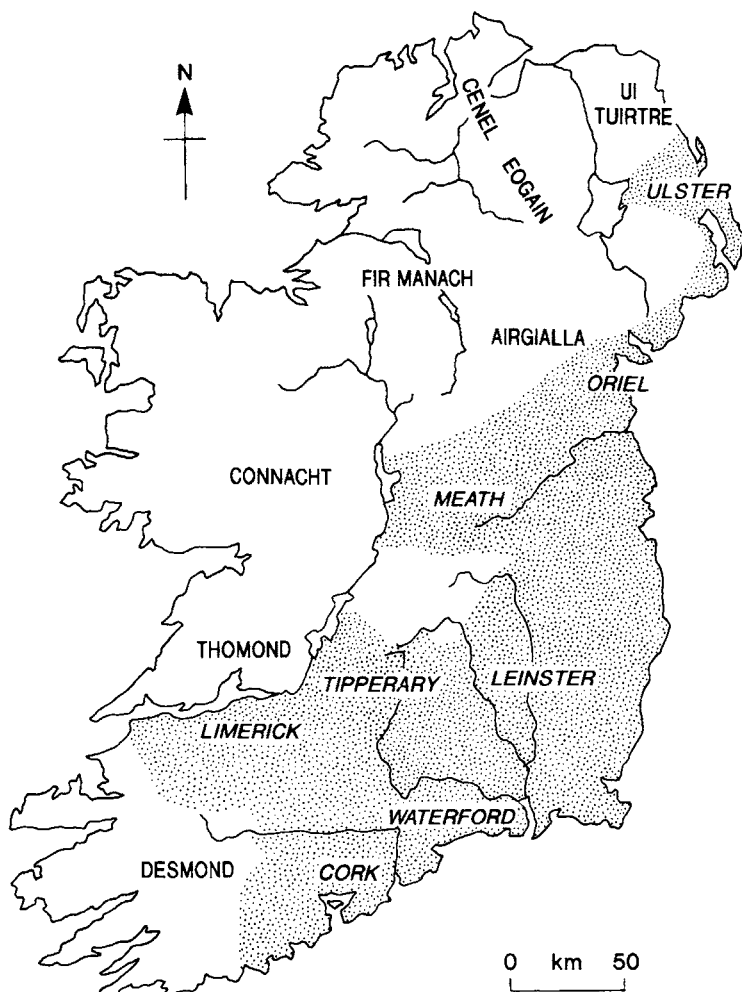 N
UI
TUIRTRE
CENEL EOGAIN
ULSTER
FIR MANACH
AIRGIALLA
ORIEL
CONNACHT
MEATH
THOMOND
TIPPERARY
LEINSTER
LIMERICK
WATERFORD
DESMOND
CORK
0 km 50